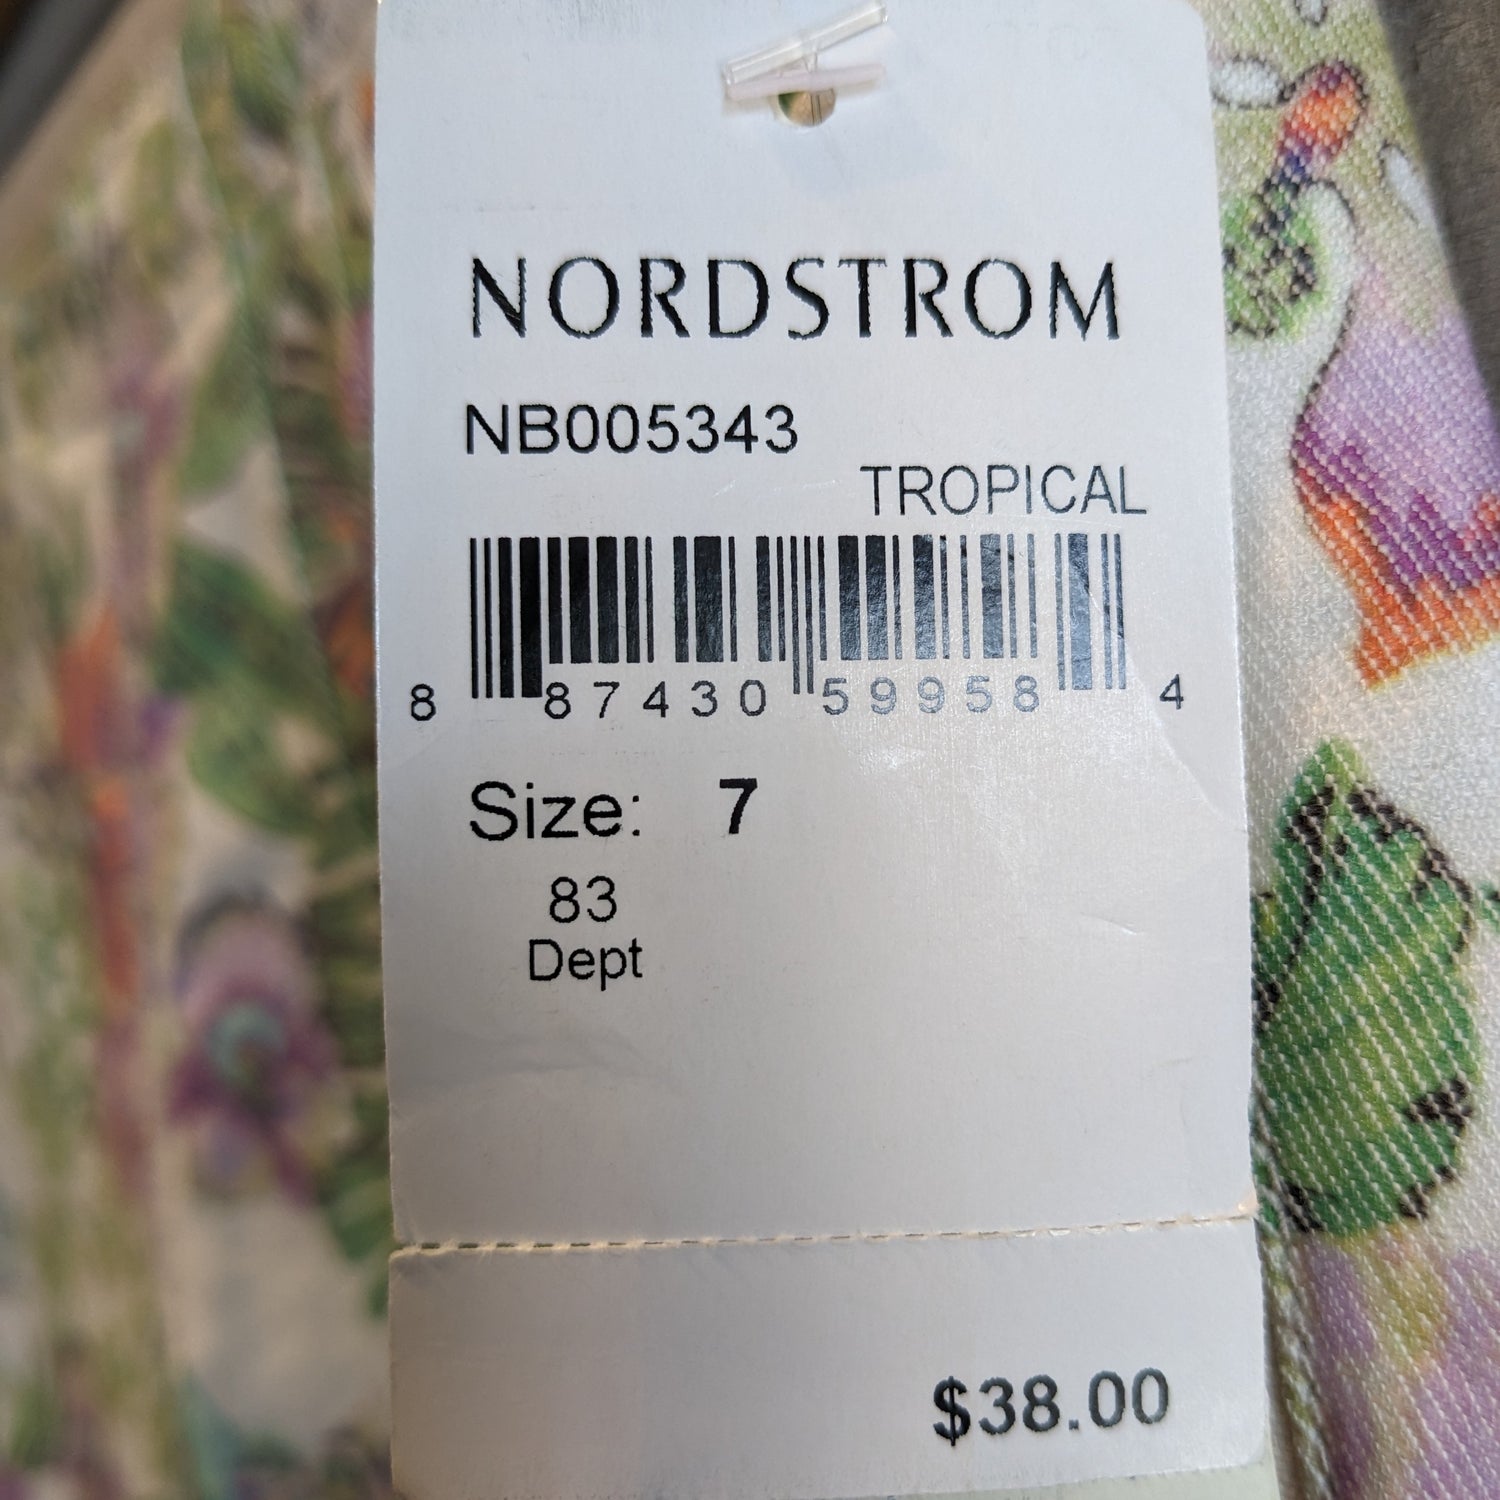 NORDSTROM
NB005343
TROPICAL
8 87430 59958 4
Size: 7
83
Dept
$38.00